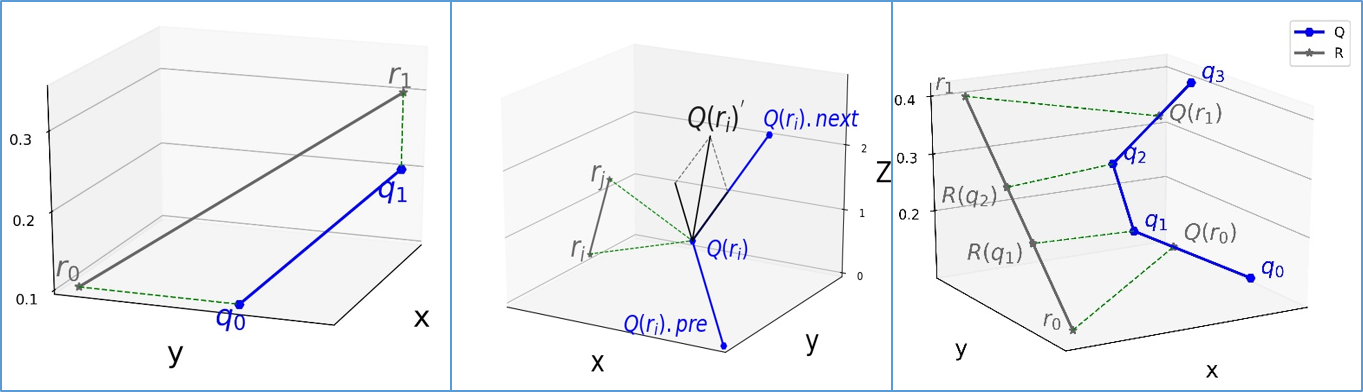 r₁
0.3
q₁
0.2
r₀
0.1
q₀
x
y
Q(rᵢ)′
Q(rᵢ).next
2
Z
rⱼ
1
rᵢ
Q(rᵢ)
0
Q(rᵢ).pre
y
x
Q
R
q₃
r₁
0.4
Q(r₁)
0.3
q₂
R(q₂)
0.2
q₁
Q(r₀)
R(q₁)
q₀
r₀
y
x